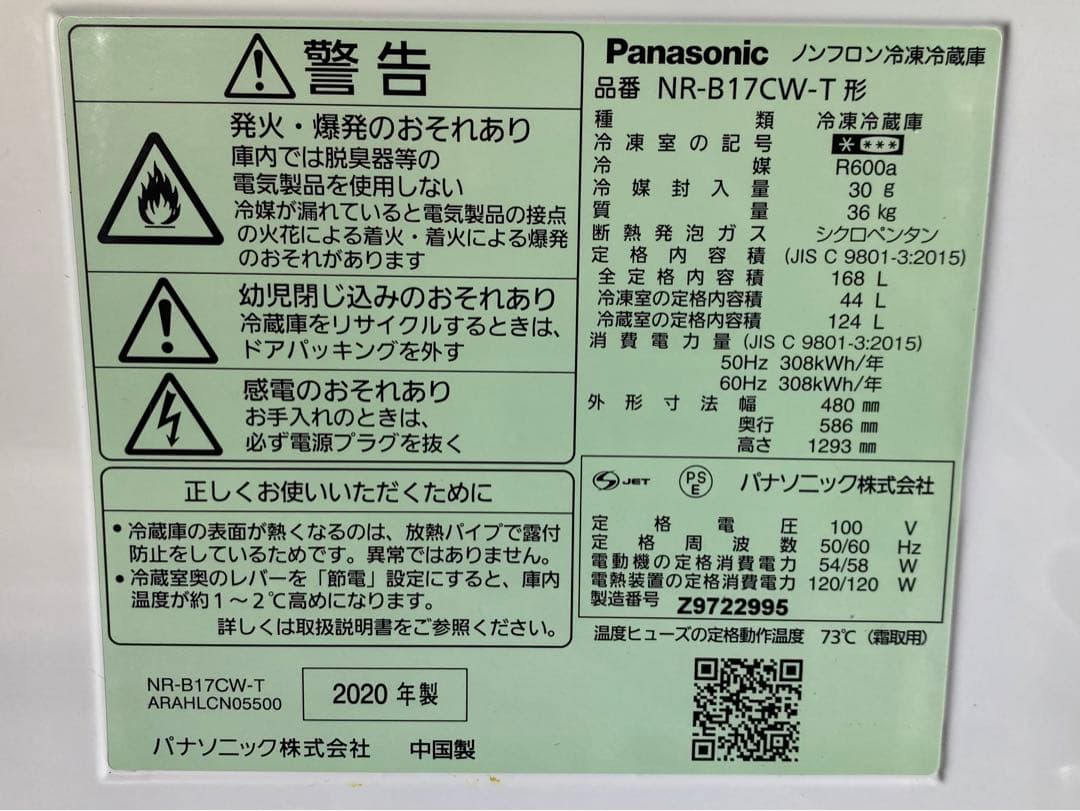 警告
発火・爆発のおそれあり
庫内では脱臭器等の
電気製品を使用しない
冷媒が漏れていると電気製品の接点
の火花による着火・着火による爆発
のおそれがあります
幼児閉じ込みのおそれあり
冷蔵庫をリサイクルするときは、
ドアパッキングを外す
感電のおそれあり
お手入れのときは、
必ず電源プラグを抜く
正しくお使いいただくために
• 冷蔵庫の表面が熱くなるのは、放熱パイプで露付
防止をしているためです。異常ではありません。
• 冷蔵室奥のレバーを「節電」設定にすると、庫内
温度が約1～2℃高めになります。
詳しくは取扱説明書をご参照ください。
NR-B17CW-T
ARAHLCN05500
2020 年製
パナソニック株式会社 中国製
Panasonic ノンフロン冷凍冷蔵庫
品番 NR-B17CW-T 形
種類 冷凍冷蔵庫
冷凍室の記号 * ***
冷媒 R600a
冷媒封入量 30 g
質量 36 kg
断熱発泡ガス シクロペンタン
定格内容積 (JIS C 9801-3:2015)
全定格内容積 168 L
冷凍室の定格内容積 44 L
冷蔵室の定格内容積 124 L
消費電力量 (JIS C 9801-3:2015)
50Hz 308kWh/年
60Hz 308kWh/年
外形寸法 幅 480 mm
奥行 586 mm
高さ 1293 mm
S JET PS E パナソニック株式会社
定格電圧 100 V
定格周波数 50/60 Hz
電動機の定格消費電力 54/58 W
電熱装置の定格消費電力 120/120 W
製造番号 Z9722995
温度ヒューズの定格動作温度 73℃（霜取用）